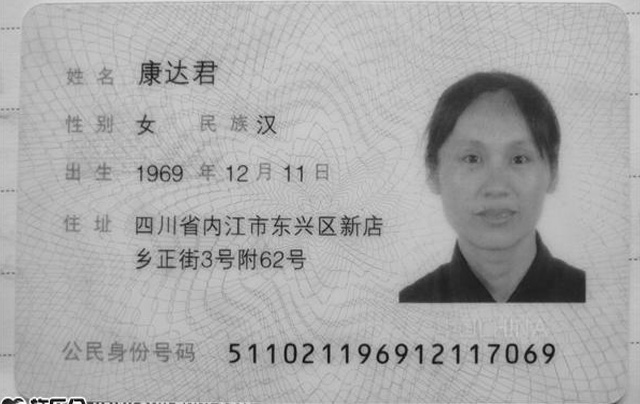 姓名 康达君
性别 女 民族 汉
出生 1969 年 12 月 11 日
住址 四川省内江市东兴区新店
乡正街3号附62号
公民身份号码 511021196912117069